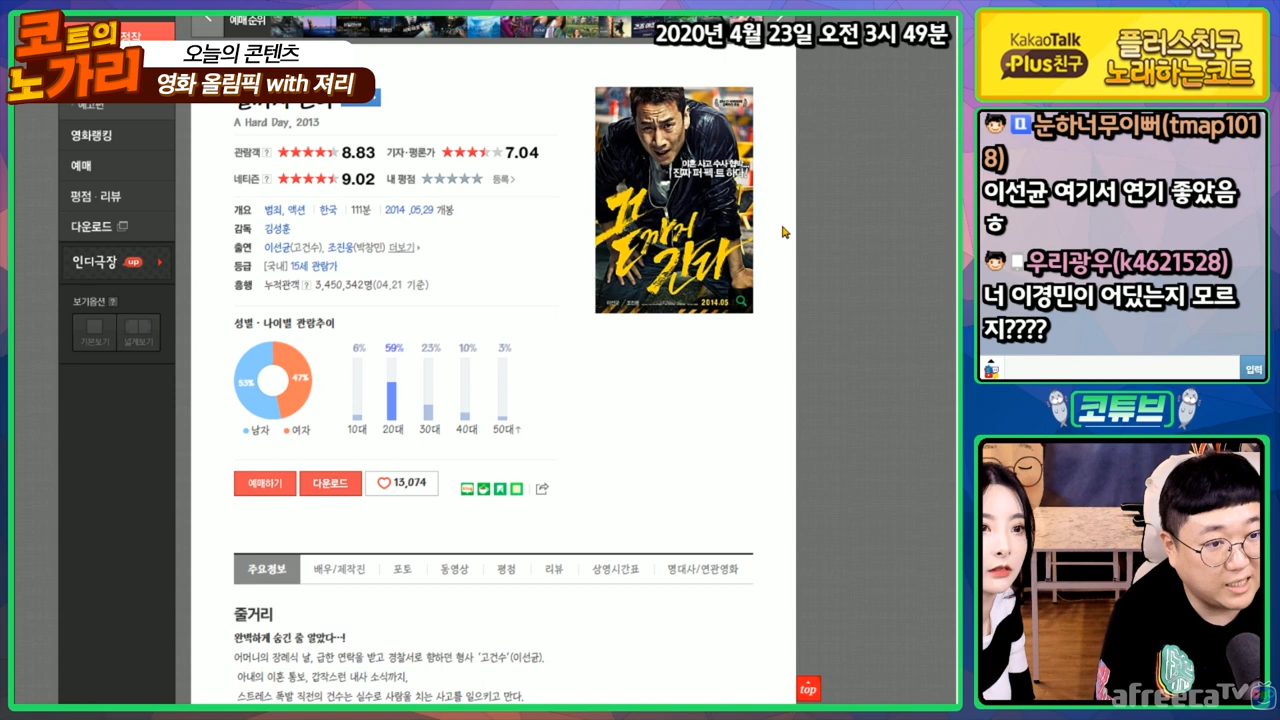 코트의
노가리
오늘의 콘텐츠
영화 올림픽 with 져리
예매순위
2020년 4월 23일 오전 3시 49분
영화랭킹
예매
평점 · 리뷰
다운로드
인디극장 up
보기옵션 ?
기본보기 넓게보기
A Hard Day, 2013
관람객 ? 8.83 기자·평론가 7.04
네티즌 ? 9.02 내 평점 등록 >
개요 범죄, 액션 한국 111분 2014 .05.29 개봉
감독 김성훈
출연 이선균(고건수), 조진웅(박창민) 더보기
등급 [국내] 15세 관람가
흥행 누적관객 ? 3,450,342명(04.21 기준)
성별 · 나이별 관람추이
53% 47%
남자 여자
6% 59% 23% 10% 3%
10대 20대 30대 40대 50대↑
예매하기 다운로드 13,074
주요정보 배우/제작진 포토 동영상 평점 리뷰 상영시간표 명대사/연관영화
줄거리
완벽하게 숨긴 줄 알았다…!
어머니의 장례식 날, 급한 연락을 받고 경찰서로 향하던 형사 '고건수'(이선균).
아내의 이혼 통보, 갑작스런 내사 소식까지,
스트레스 폭발 직전의 건수는 실수로 사람을 치는 사고를 일으키고 만다.
끝까지
간다
2014.05
top
KakaoTalk
Plus친구
플러스친구
노래하는코트
눈하너무이뻐(tmap101
8)
이선균 여기서 연기 좋았음
ㅎ
우리광우(k4621528)
너 이경민이 어딨는지 모르
지????
입력
코튜브
afreecaTV